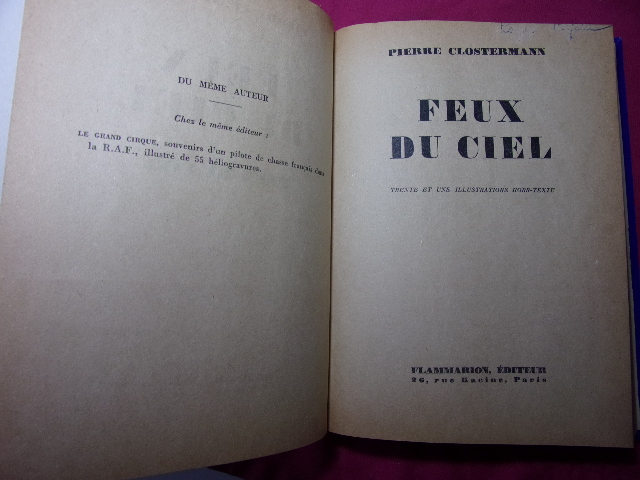 DU MÊME AUTEUR
Chez le même éditeur :
LE GRAND CIRQUE, souvenirs d'un pilote de chasse français dans
la R.A.F., illustré de 55 héliogravures.
PIERRE CLOSTERMANN
FEUX
DU CIEL
TRENTE ET UNE ILLUSTRATIONS HORS-TEXTE
FLAMMARION, ÉDITEUR
26, rue Racine, Paris